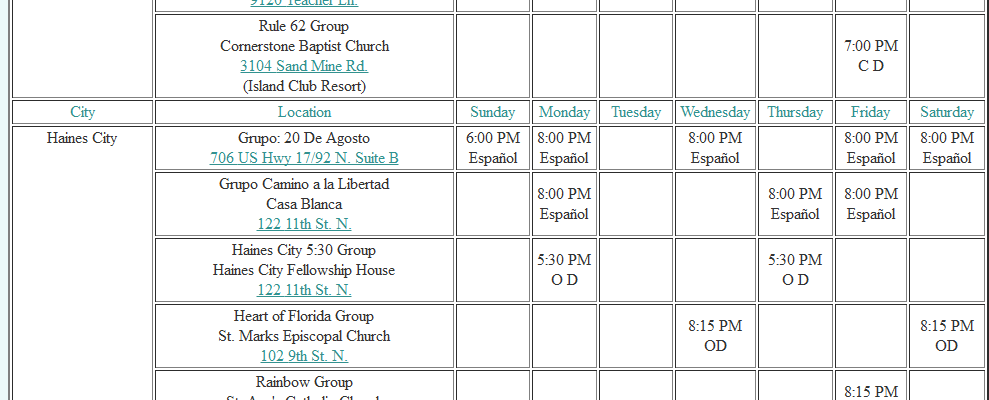 9120 Teacher Ln.
Rule 62 Group
Cornerstone Baptist Church
3104 Sand Mine Rd.
(Island Club Resort)
7:00 PM
C D
City Location Sunday Monday Tuesday Wednesday Thursday Friday Saturday
Haines City
Grupo: 20 De Agosto
706 US Hwy 17/92 N. Suite B
6:00 PM
Español
8:00 PM
Español
8:00 PM
Español
8:00 PM
Español
8:00 PM
Español
Grupo Camino a la Libertad
Casa Blanca
122 11th St. N.
8:00 PM
Español
8:00 PM
Español
8:00 PM
Español
Haines City 5:30 Group
Haines City Fellowship House
122 11th St. N.
5:30 PM
O D
5:30 PM
O D
Heart of Florida Group
St. Marks Episcopal Church
102 9th St. N.
8:15 PM
OD
8:15 PM
OD
Rainbow Group
8:15 PM